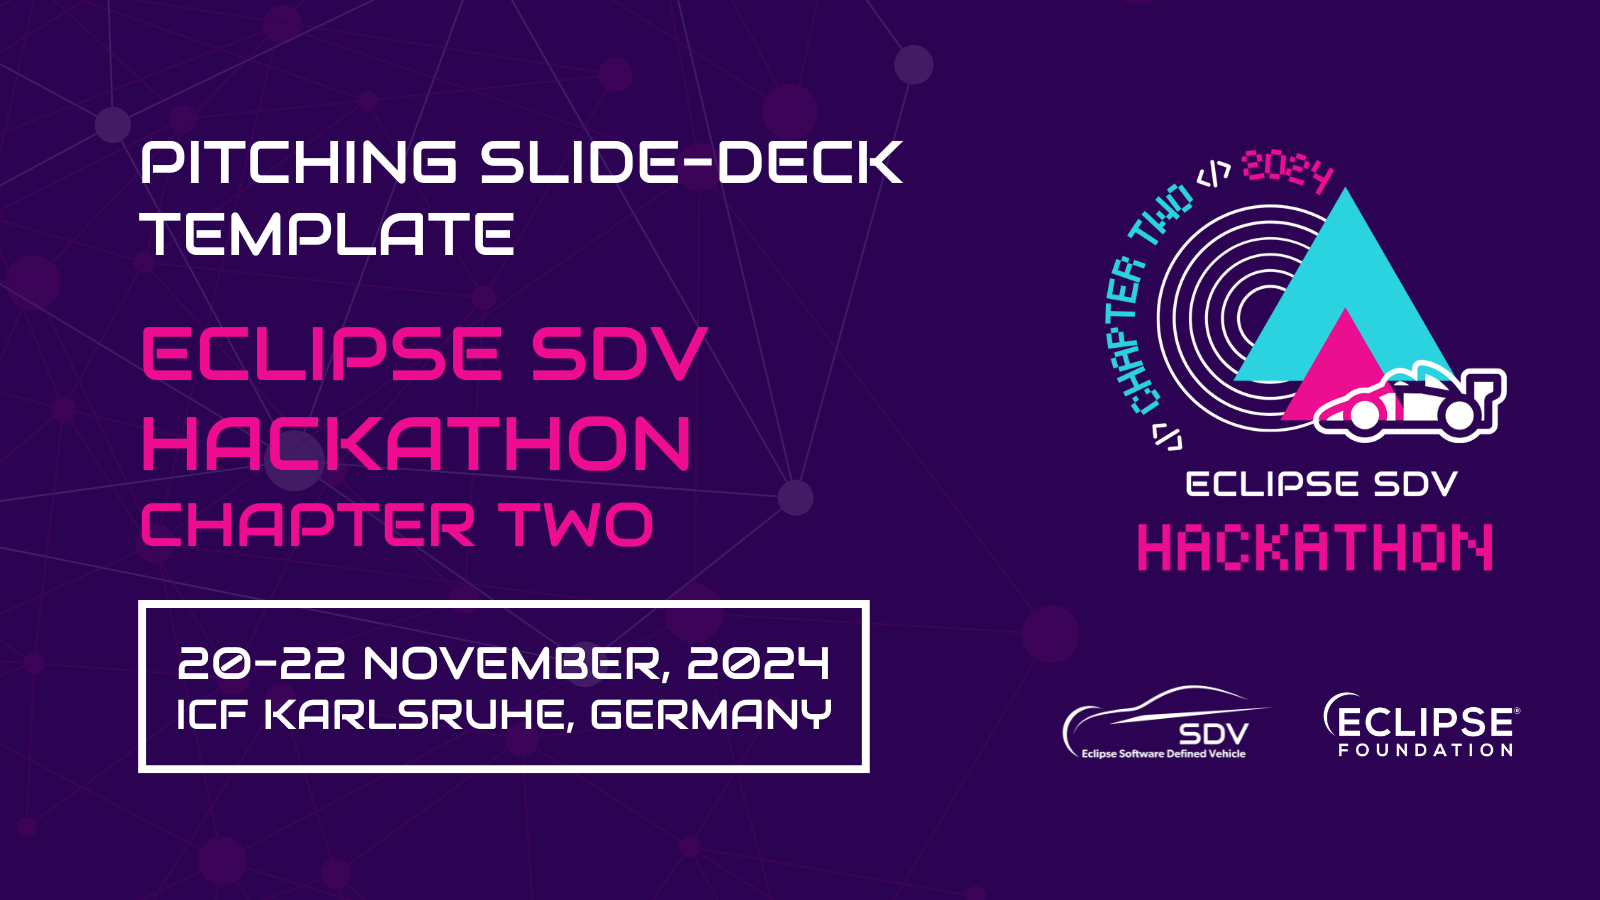 PITCHING SLIDE-DECK
TEMPLATE
ECLIPSE SDV
HACKATHON
CHAPTER TWO
20-22 NOVEMBER, 2024
ICF KARLSRUHE, GERMANY
</> CHAPTER TWO </> 2024
ECLIPSE SDV
HACKATHON
SDV
Eclipse Software Defined Vehicle
ECLIPSE®
FOUNDATION